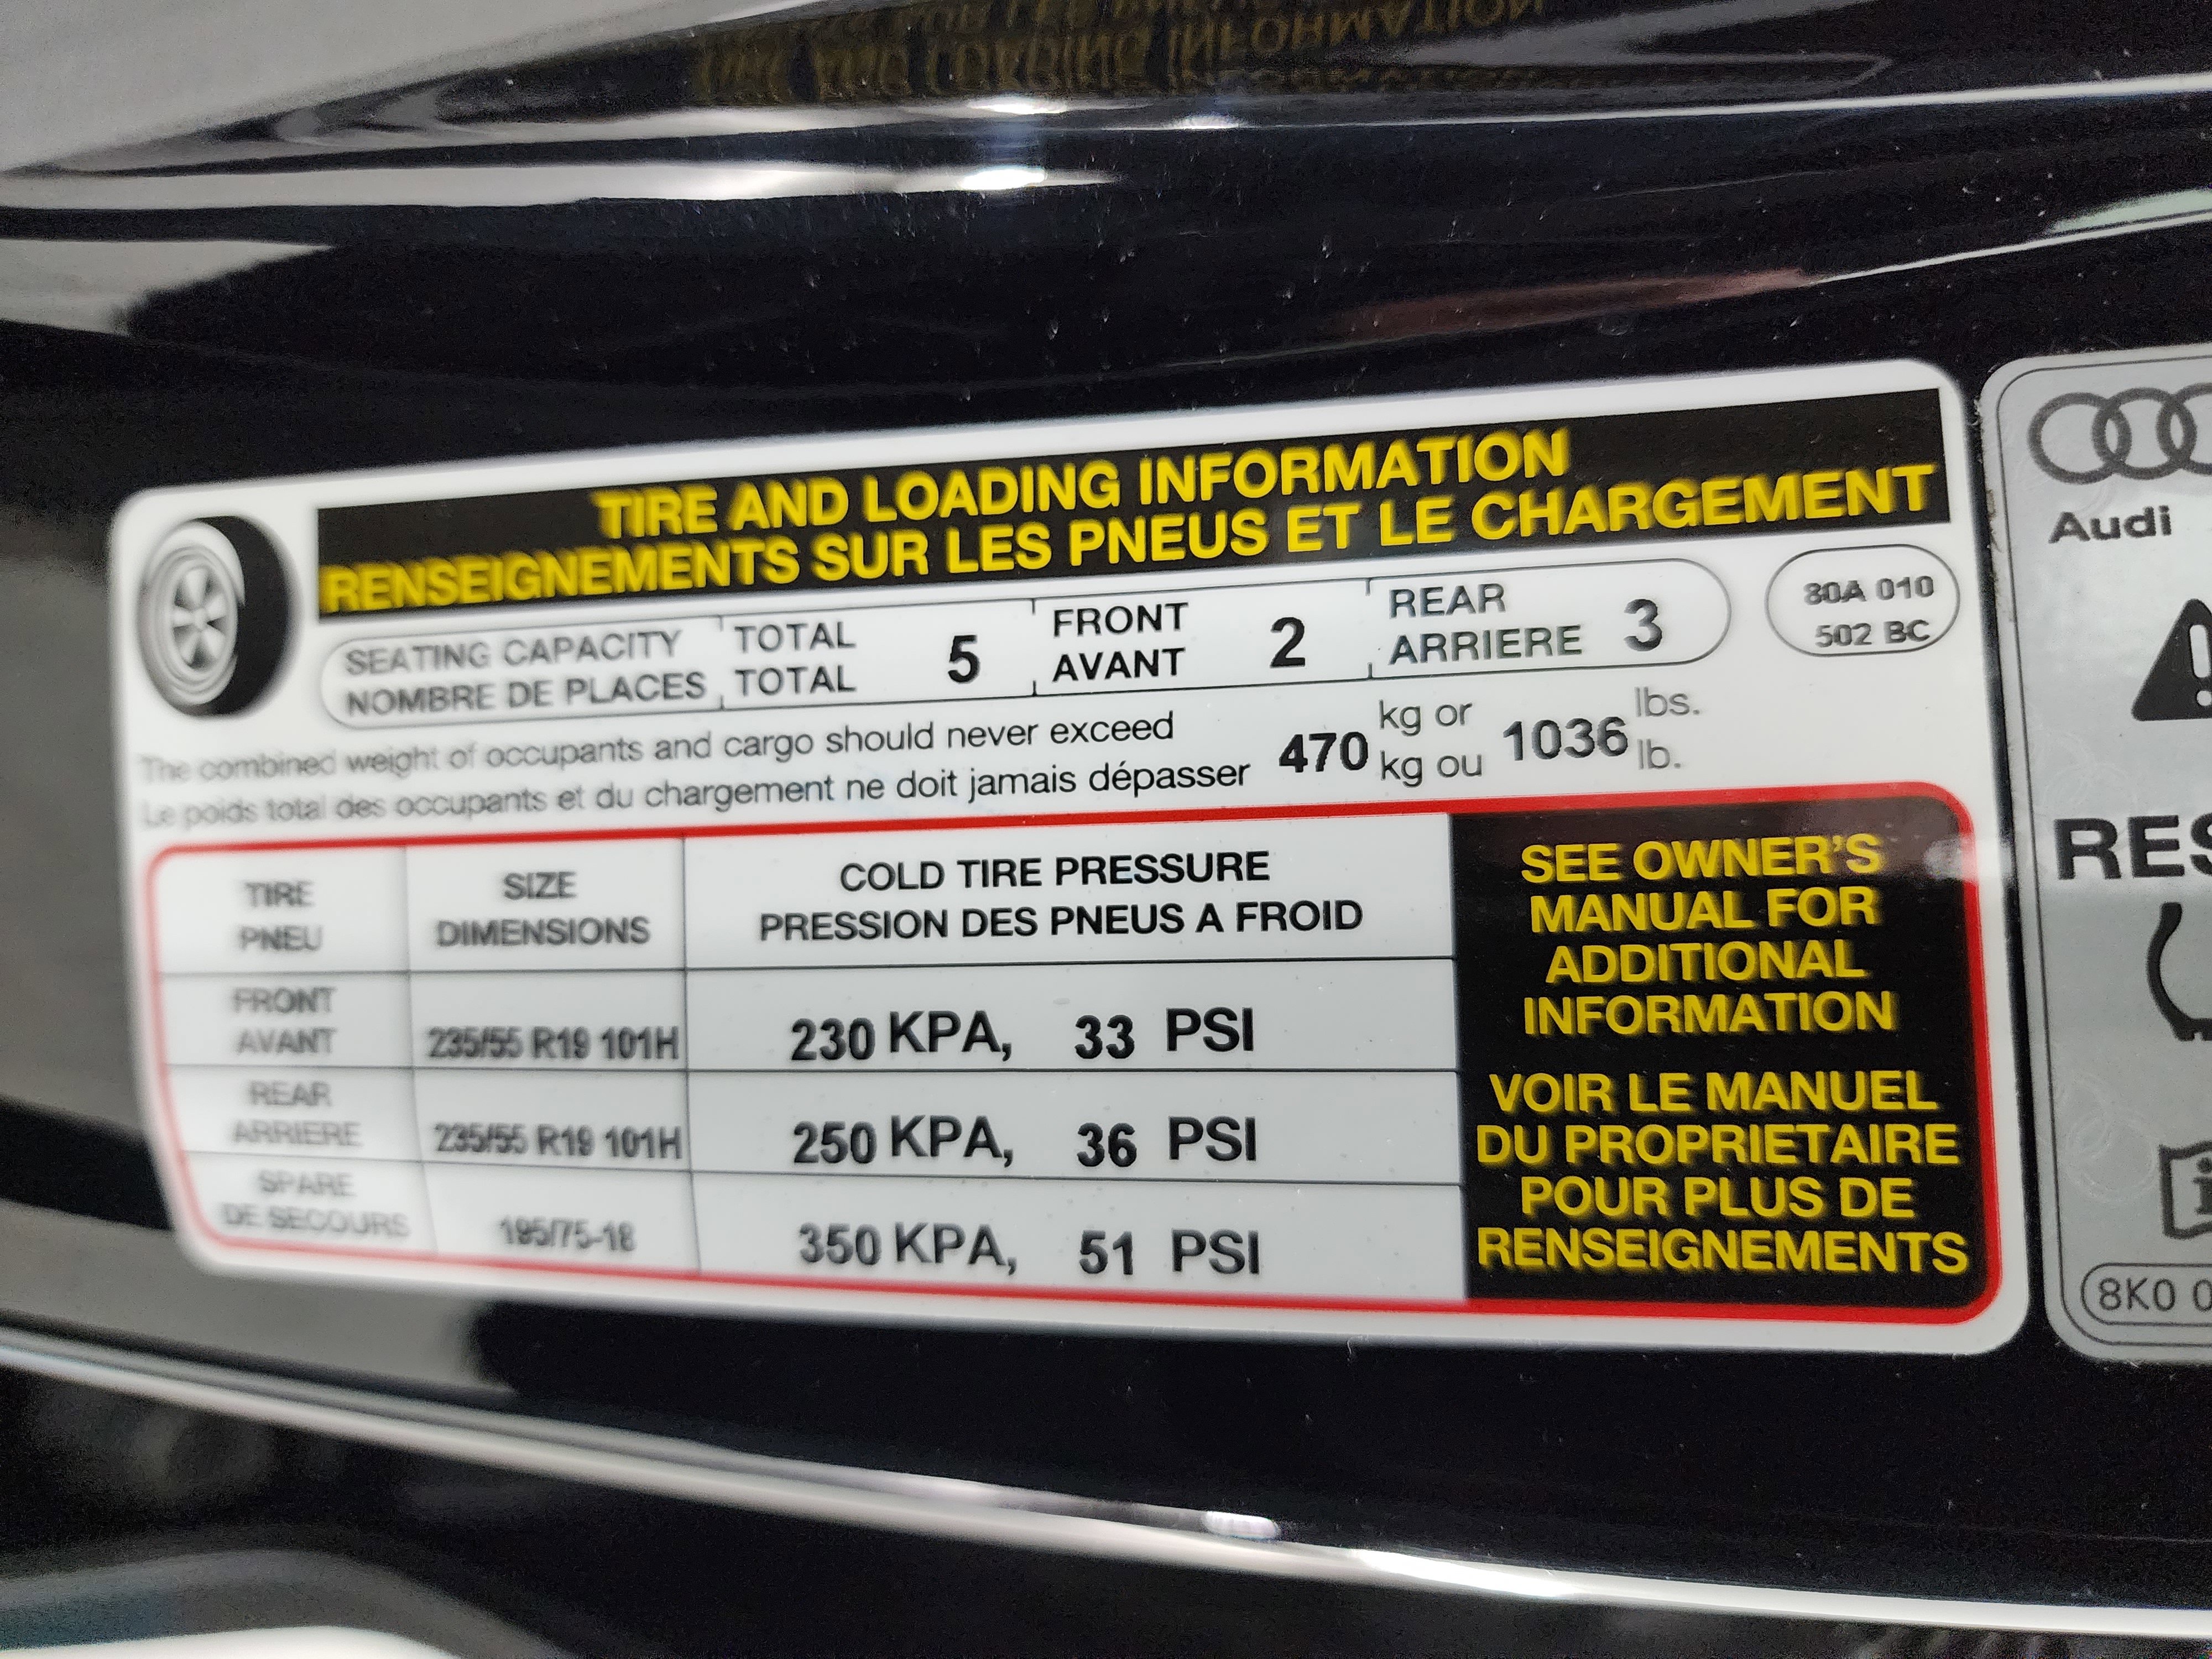 TIRE AND LOADING INFORMATION
RENSEIGNEMENTS SUR LES PNEUS ET LE CHARGEMENT
SEATING CAPACITY TOTAL 5 FRONT 2 REAR 3
NOMBRE DE PLACES TOTAL AVANT ARRIERE
80A 010
502 BC
The combined weight of occupants and cargo should never exceed 470 kg or 1036 lbs.
Le poids total des occupants et du chargement ne doit jamais dépasser kg ou lb.
TIRE SIZE COLD TIRE PRESSURE
PNEU DIMENSIONS PRESSION DES PNEUS A FROID
FRONT
AVANT 235/55 R19 101H 230 KPA, 33 PSI
REAR
ARRIERE 235/55 R19 101H 250 KPA, 36 PSI
SPARE
DE SECOURS 195/75-18 350 KPA, 51 PSI
SEE OWNER'S
MANUAL FOR
ADDITIONAL
INFORMATION
VOIR LE MANUEL
DU PROPRIETAIRE
POUR PLUS DE
RENSEIGNEMENTS
Audi
RES
8K0 0